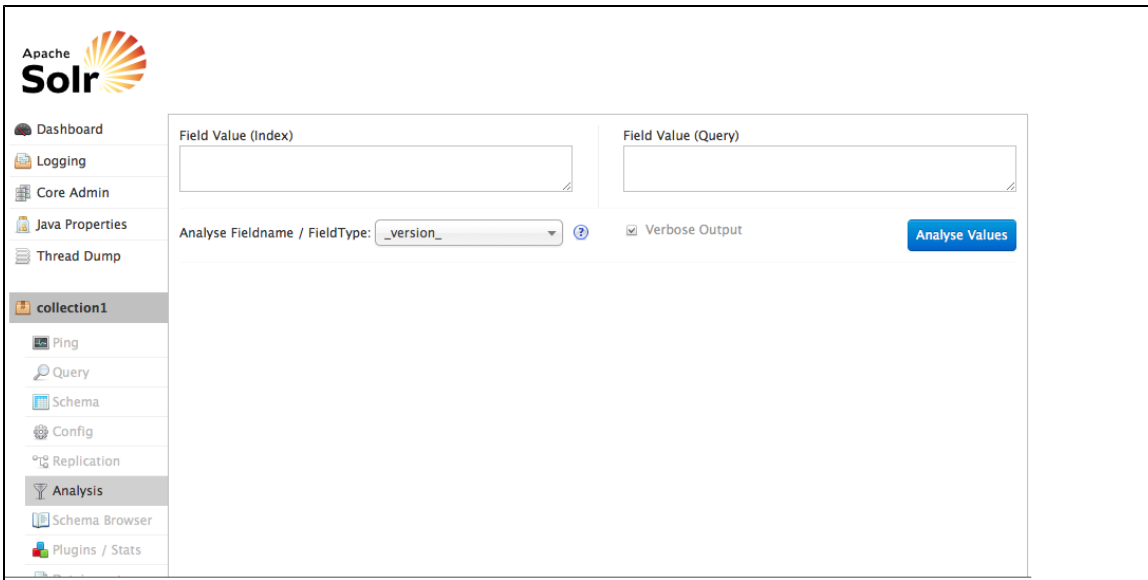 Apache
Solr
Dashboard
Logging
Core Admin
Java Properties
Thread Dump
collection1
Ping
Query
Schema
Config
Replication
Analysis
Schema Browser
Plugins / Stats
Field Value (Index)
Field Value (Query)
Analyse Fieldname / FieldType: _version_ ?
Verbose Output
Analyse Values